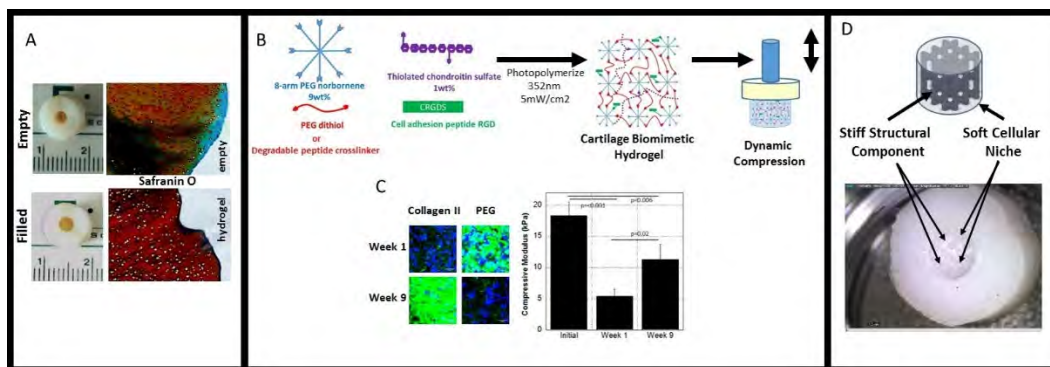 A
Empty
empty
Safranin O
Filled
hydrogel
1
2
1
2
B
8-arm PEG norbornene
9wt%
PEG dithiol
or
Degradable peptide crosslinker
Thiolated chondroitin sulfate
1wt%
CRGDS
Cell adhesion peptide RGD
Photopolymerize
352nm
5mW/cm2
Cartilage Biomimetic
Hydrogel
Dynamic
Compression
C
Collagen II PEG
Week 1
Week 9
Compressive Modulus (kPa)
20
15
10
5
0
p=0.006
p=0.02
Initial Week 1 Week 9
D
Stiff Structural
Component
Soft Cellular
Niche